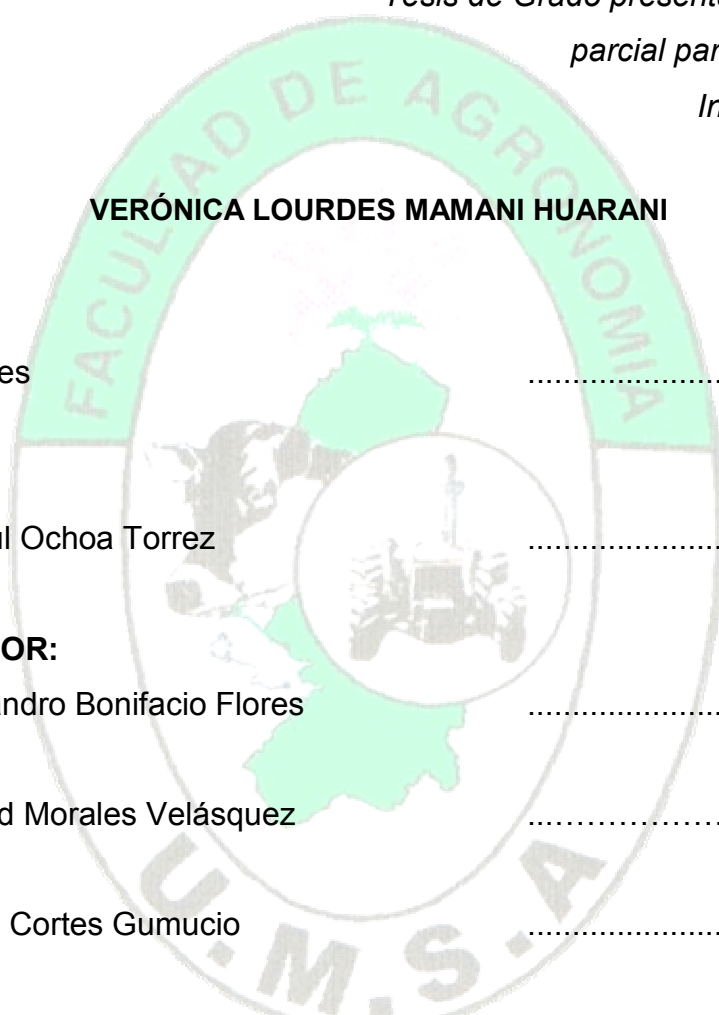 Tesis de Grado present
parcial par
In
FACULTAD DE AGRONOMIA
VERÓNICA LOURDES MAMANI HUARANI
es ......................
l Ochoa Torrez ......................
OR:
andro Bonifacio Flores ......................
d Morales Velásquez ......................
Cortes Gumucio ......................
U.M.S.A